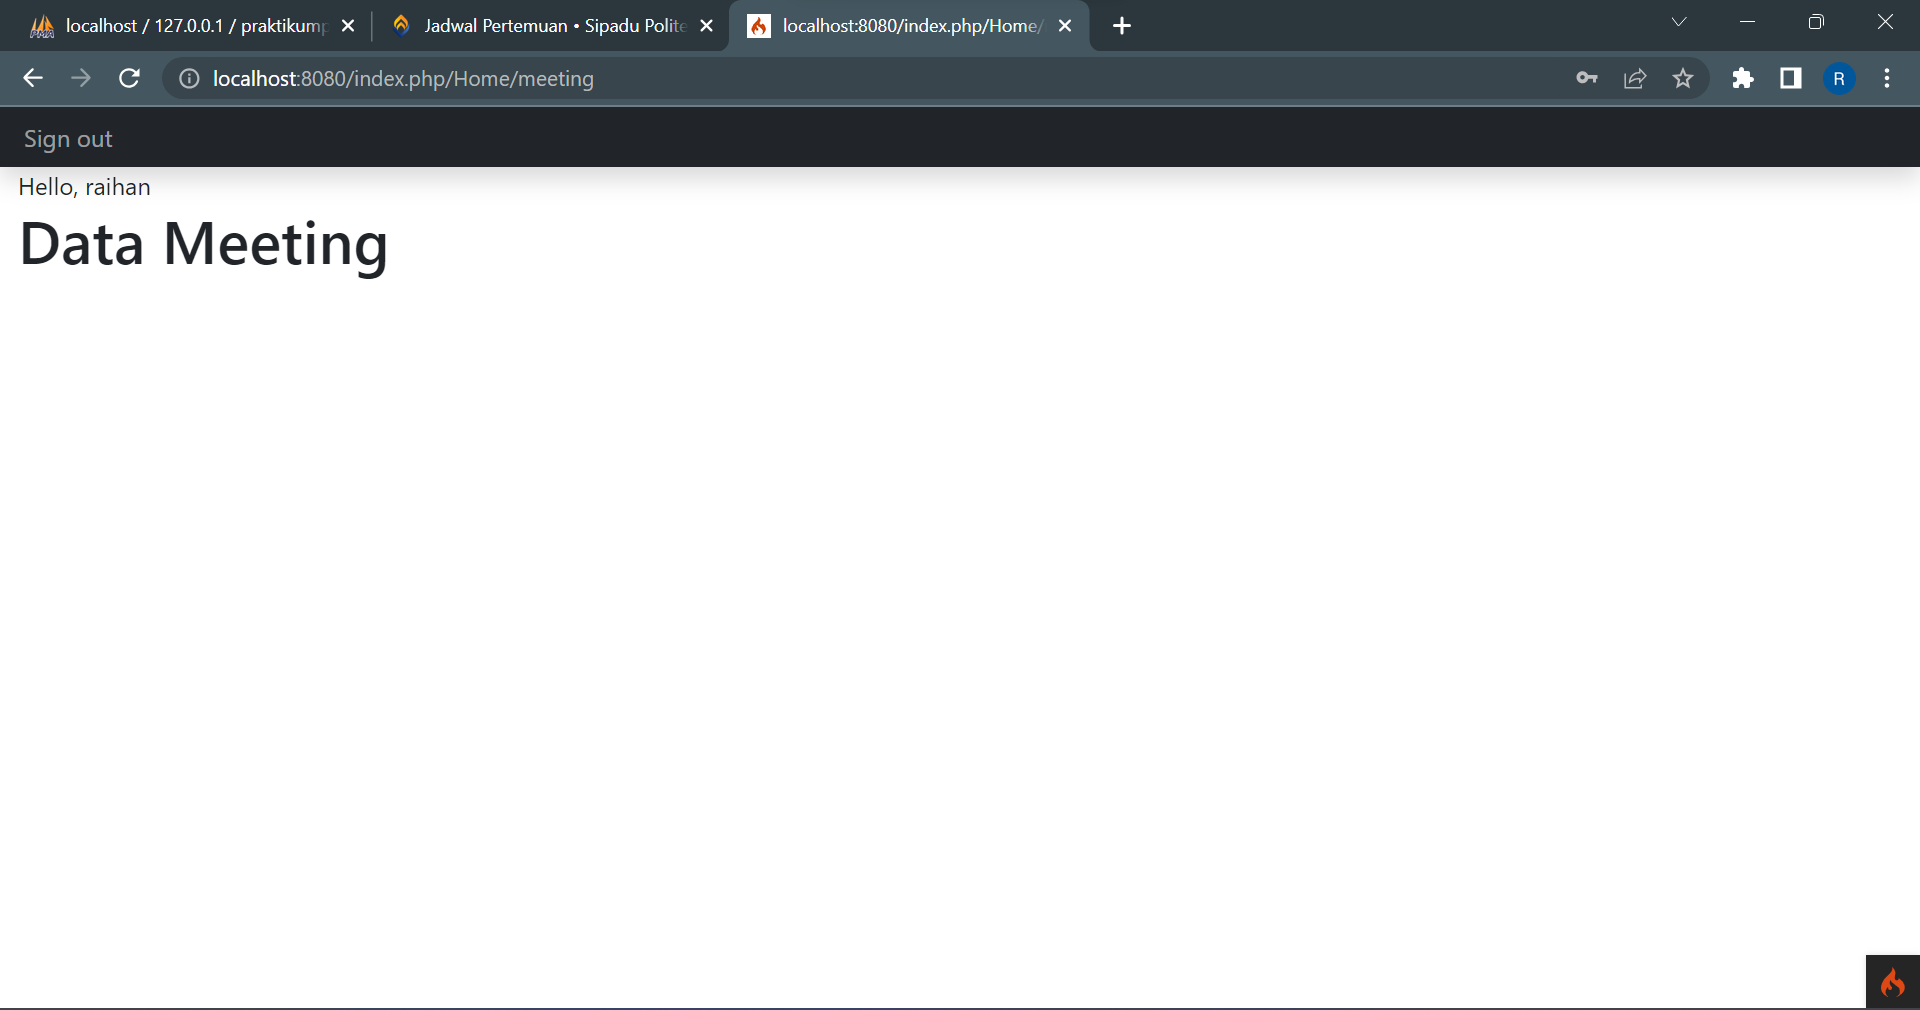 localhost / 127.0.0.1 / praktikum
Jadwal Pertemuan • Sipadu Polite
localhost:8080/index.php/Home/
localhost:8080/index.php/Home/meeting
R
Sign out
Hello, raihan
Data Meeting